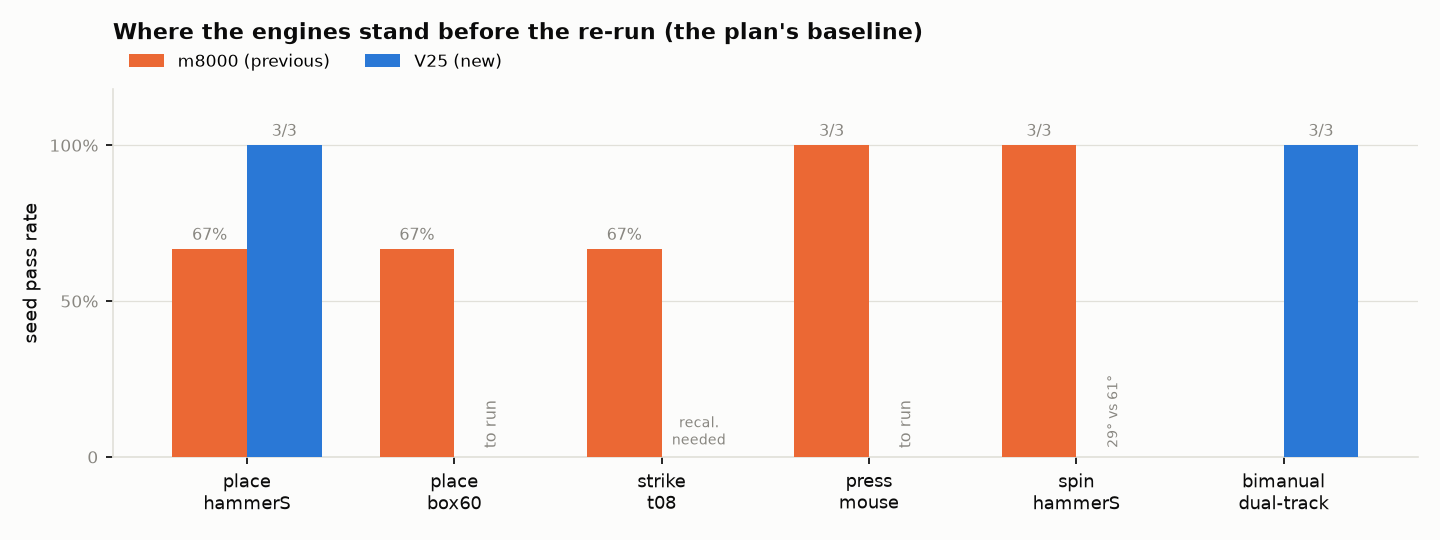 Where the engines stand before the re-run (the plan's baseline)
m8000 (previous)
V25 (new)
seed pass rate
100%
50%
0
67%
3/3
67%
to run
67%
recal.
needed
3/3
to run
3/3
29° vs 61°
3/3
place
hammerS
place
box60
strike
t08
press
mouse
spin
hammerS
bimanual
dual-track